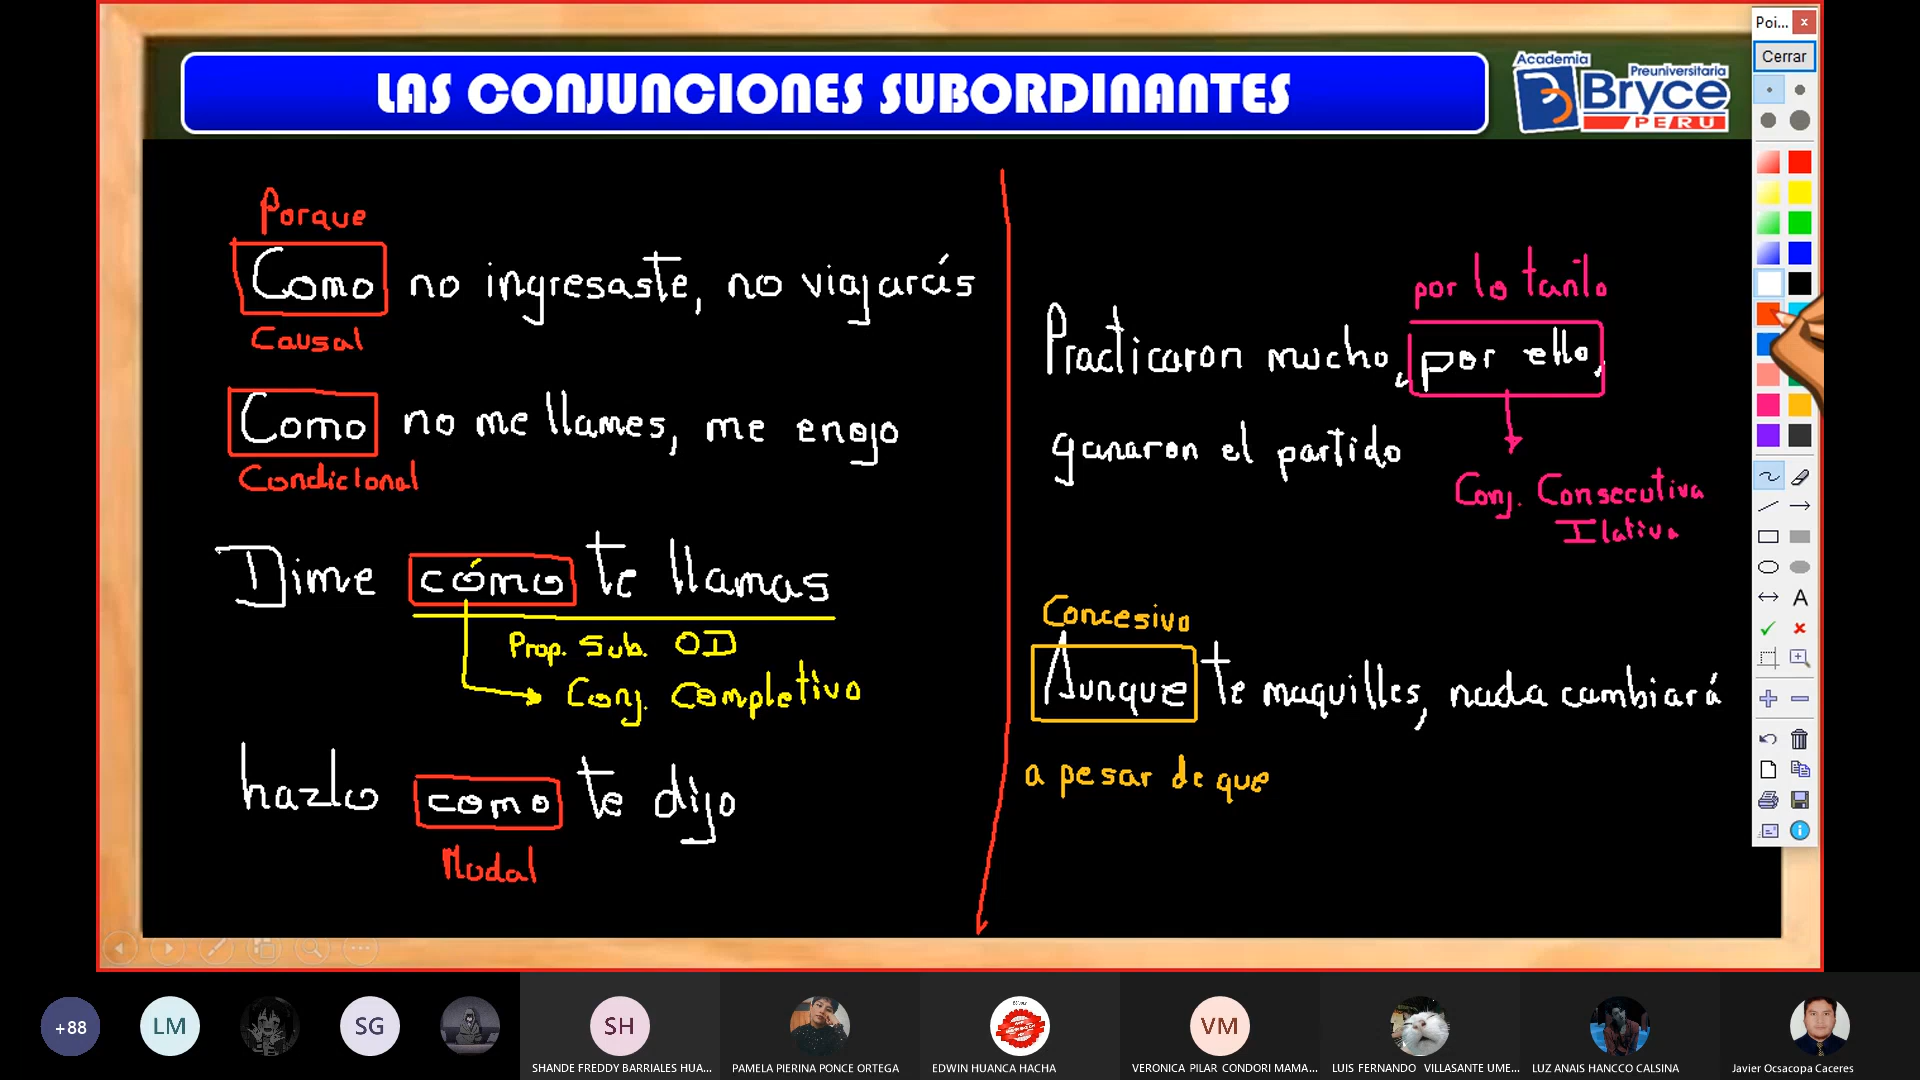 LAS CONJUNCIONES SUBORDINANTES
Academia
Preuniversitaria
Bryce
PERU
Poi...
Cerrar
Porque
Como no ingresaste, no viajarás
Causal
Como no me llames, me enojo
Condicional
Dime cómo te llamas
Prop. Sub. OD
Conj. Completivo
hazlo como te dijo
Modal
por lo tanto
Practicaron mucho, por ello,
ganaron el partido
Conj. Consecutiva
Ilativa
Concesivo
Aunque te maquilles, nada cambiará
a pesar de que
A
+88
LM
SG
SH
VM
SHANDE FREDDY BARRIALES HUA...
PAMELA PIERINA PONCE ORTEGA
EDWIN HUANCA HACHA
VERONICA PILAR CONDORI MAMA...
LUIS FERNANDO VILLASANTE UME...
LUZ ANAIS HANCCO CALSINA
Javier Ocsacopa Caceres